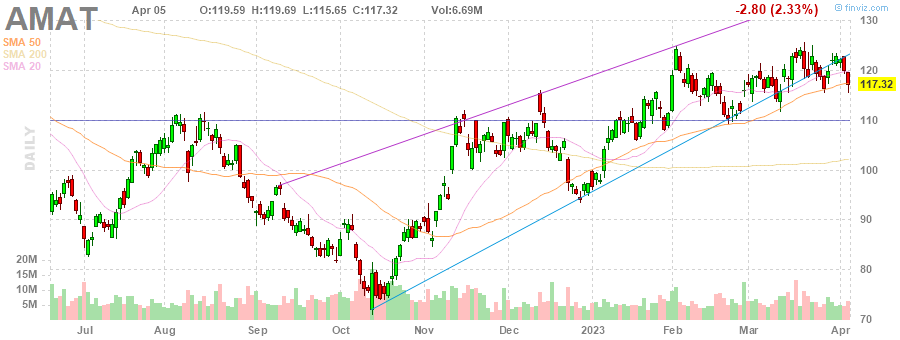 AMAT
Apr 05 O:119.59 H:119.69 L:115.65 C:117.32 Vol:6.69M
-2.80 (2.33%)
© finviz.com
SMA 50
SMA 200
SMA 20
DAILY
130
120
117.32
110
100
90
80
70
20M
15M
10M
5M
Jul Aug Sep Oct Nov Dec 2023 Feb Mar Apr